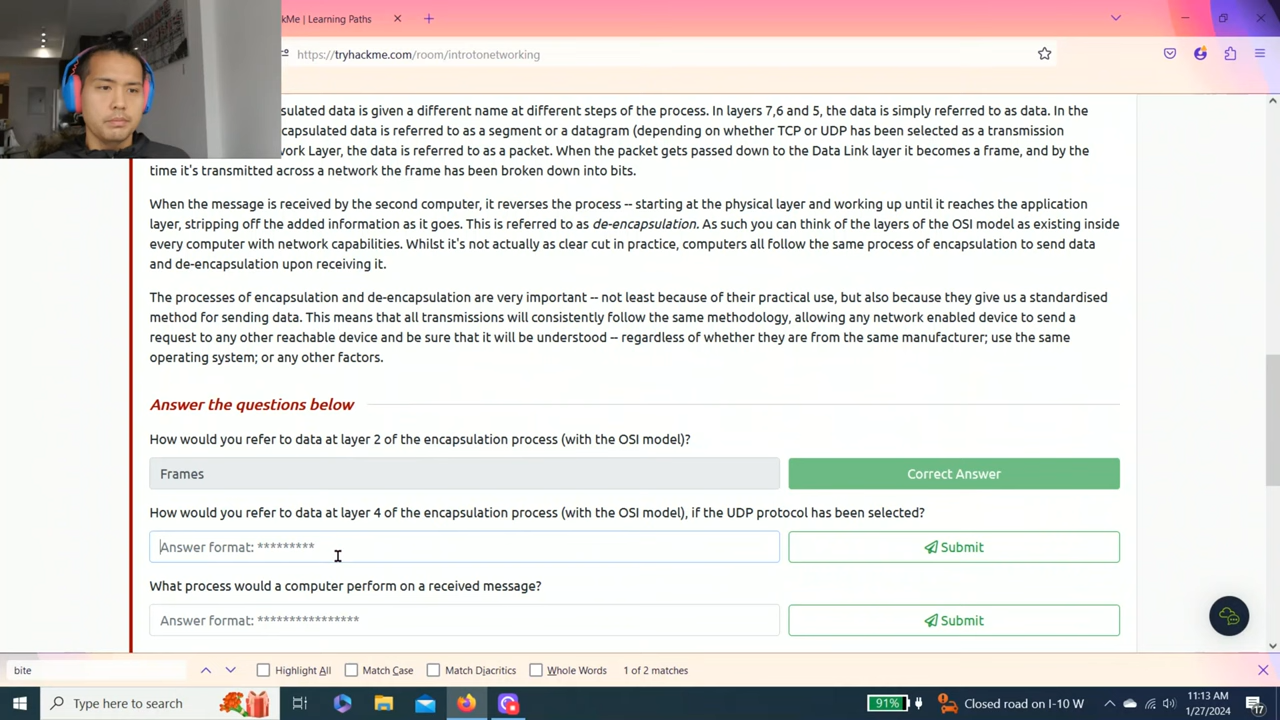 kMe | Learning Paths
https://tryhackme.com/room/introtonetworking
sulated data is given a different name at different steps of the process. In layers 7,6 and 5, the data is simply referred to as data. In the
capsulated data is referred to as a segment or a datagram (depending on whether TCP or UDP has been selected as a transmission
work Layer, the data is referred to as a packet. When the packet gets passed down to the Data Link layer it becomes a frame, and by the
time it's transmitted across a network the frame has been broken down into bits.
When the message is received by the second computer, it reverses the process -- starting at the physical layer and working up until it reaches the application
layer, stripping off the added information as it goes. This is referred to as de-encapsulation. As such you can think of the layers of the OSI model as existing inside
every computer with network capabilities. Whilst it's not actually as clear cut in practice, computers all follow the same process of encapsulation to send data
and de-encapsulation upon receiving it.
The processes of encapsulation and de-encapsulation are very important -- not least because of their practical use, but also because they give us a standardised
method for sending data. This means that all transmissions will consistently follow the same methodology, allowing any network enabled device to send a
request to any other reachable device and be sure that it will be understood -- regardless of whether they are from the same manufacturer; use the same
operating system; or any other factors.
Answer the questions below
How would you refer to data at layer 2 of the encapsulation process (with the OSI model)?
Frames
Correct Answer
How would you refer to data at layer 4 of the encapsulation process (with the OSI model), if the UDP protocol has been selected?
Answer format: *********
Submit
What process would a computer perform on a received message?
Answer format: ****************
Submit
bite
Highlight All
Match Case
Match Diacritics
Whole Words
1 of 2 matches
Type here to search
91%
Closed road on I-10 W
11:13 AM
1/27/2024
17